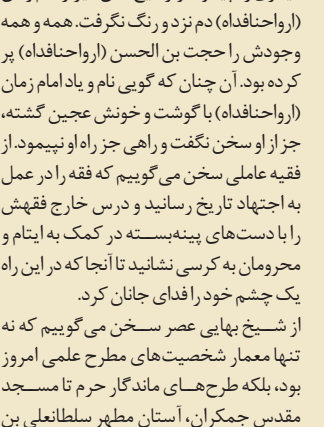 (ارواحنافداه) دم نزد و رنگ نگرفت. همه و همه
وجودش را حجت بن الحسن (ارواحنافداه) پر
کرده بود. آن چنان که گویی نام و یاد امام زمان
(ارواحنافداه) با گوشت و خونش عجین گشته،
جز از او سخن نگفت و راهی جز راه او نپیمود. از
فقیه عاملی سخن می‌گوییم که فقه را در عمل
به اجتهاد تاریخ رسانید و درس خارج فقهش
را با دست‌های پینه‌بسته در کمک به ایتام و
محرومان به کرسی نشانید تا آنجا که در این راه
یک چشم خود را فدای جانان کرد.
از شیخ بهایی عصر سخن می‌گوییم که نه
تنها معمار شخصیت‌های مطرح علمی امروز
بود، بلکه طرح‌های ماندگار حرم تا مسجد
مقدس جمکران، آستان مطهر سلطانعلی بن